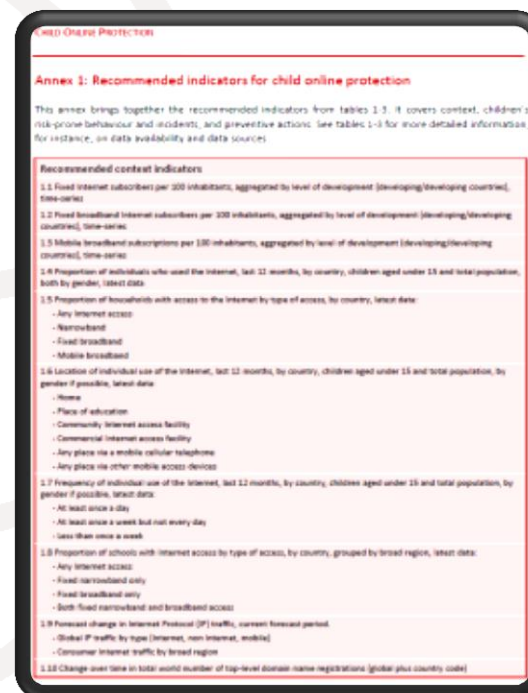 CHILD ONLINE PROTECTION
Annex 1: Recommended indicators for child online protection
This annex brings together the recommended indicators from tables 1-3. It covers context, children's
risk-prone behaviour and incidents, and preventive actions. See tables 1-3 for more detailed information,
for instance, on data availability and data sources
Recommended context indicators
1.1 Fixed Internet subscribers per 100 inhabitants, aggregated by level of development (developing/developing countries),
time-series
1.2 Fixed broadband Internet subscribers per 100 inhabitants, aggregated by level of development (developing/developing
countries), time-series
1.3 Mobile broadband subscriptions per 100 inhabitants, aggregated by level of development (developing/developing
countries), time-series
1.4 Proportion of individuals who used the Internet, last 12 months, by country, children aged under 15 and total population,
both by gender, latest data
1.5 Proportion of households with access to the Internet by type of access, by country, latest data:
- Any Internet access
- Narrowband
- Fixed broadband
- Mobile broadband
1.6 Location of individual use of the Internet, last 12 months, by country, children aged under 15 and total population, by
gender if possible, latest data:
- Home
- Place of education
- Community Internet access facility
- Commercial Internet access facility
- Any place via a mobile cellular telephone
- Any place via other mobile access devices
1.7 Frequency of individual use of the Internet, last 12 months, by country, children aged under 15 and total population, by
gender if possible, latest data:
- At least once a day
- At least once a week but not every day
- Less than once a week
1.8 Proportion of schools with Internet access by type of access, by country, grouped by broad region, latest data:
- Any Internet access
- Fixed narrowband only
- Fixed broadband only
- Both fixed narrowband and broadband access
1.9 Forecast change in Internet Protocol (IP) traffic, current forecast period.
- Global IP traffic by type (Internet, non Internet, mobile)
- Consumer Internet traffic by broad region
1.10 Change over time in total world number of top-level domain name registrations (global plus country code)